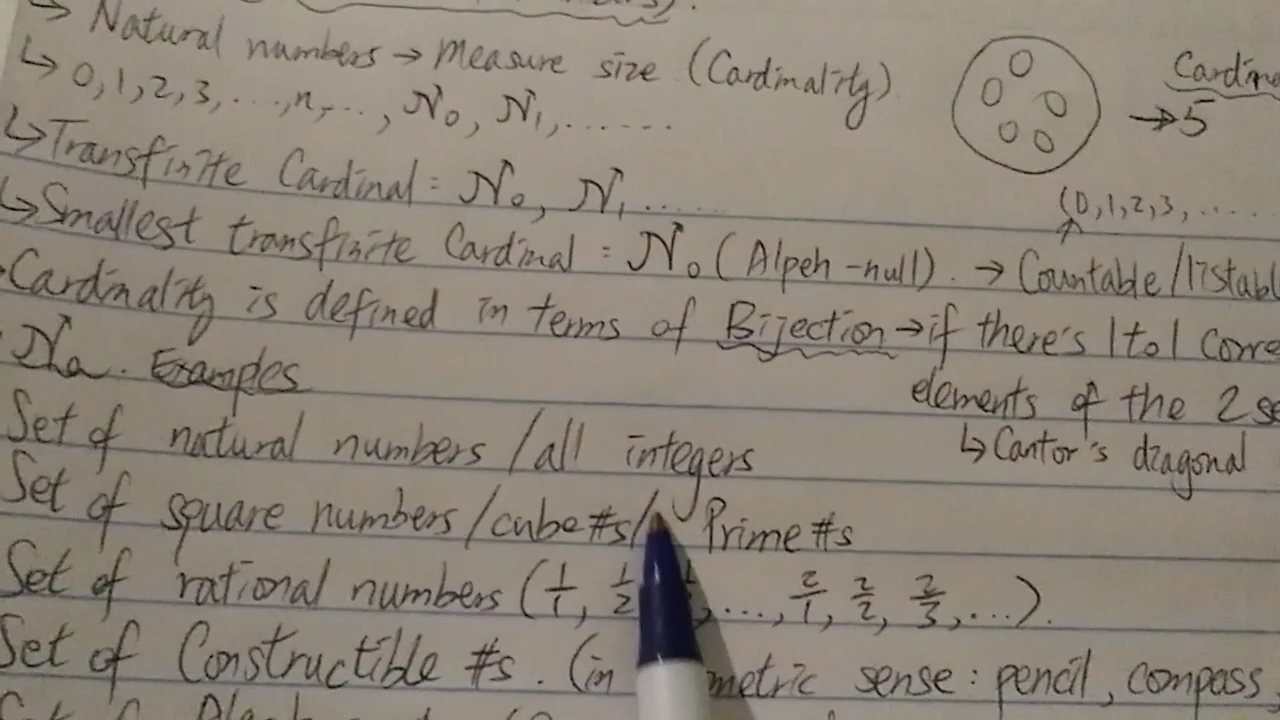 ↳ Natural numbers → Measure size (Cardinality)
↳ 0, 1, 2, 3, ..., n, ..., ℵ₀, ℵ₁, ......
Cardin
→ 5
↳ Transfinite Cardinal = ℵ₀, ℵ₁ ......
(0, 1, 2, 3, .....
↳ Smallest transfinite Cardinal = ℵ₀ (Alpeh-null). → Countable/listabl
Cardinality is defined in terms of Bijection → if there's 1 to 1 corre
elements of the 2 se
↳ Cantor's diagonal
Examples
Set of natural numbers / all integers
Set of square numbers / cube #s / Prime #s
Set of rational numbers (1/1, 1/2, ..., 2/1, 2/2, 2/3, ...).
Set of Constructible #s. (in metric sense: pencil, compass,